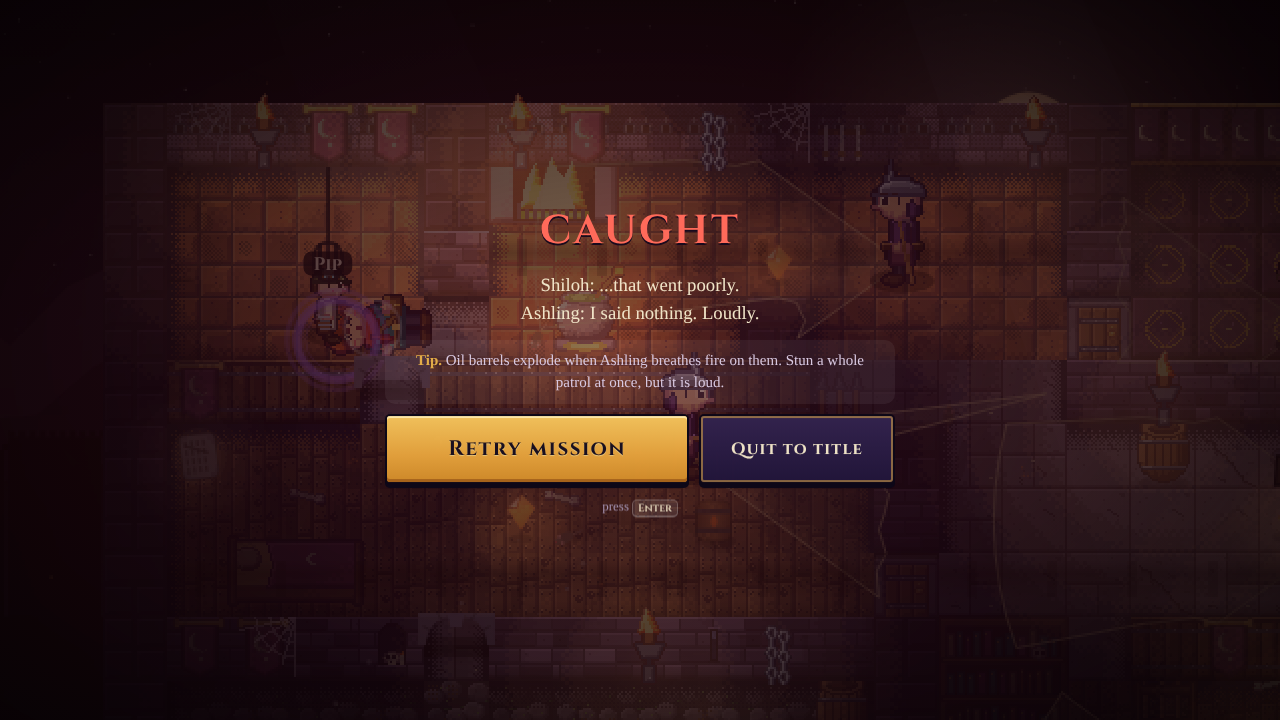 CAUGHT
Pip
Shiloh: ...that went poorly.
Ashling: I said nothing. Loudly.
Tip. Oil barrels explode when Ashling breathes fire on them. Stun a whole
patrol at once, but it is loud.
Retry mission
Quit to title
press Enter